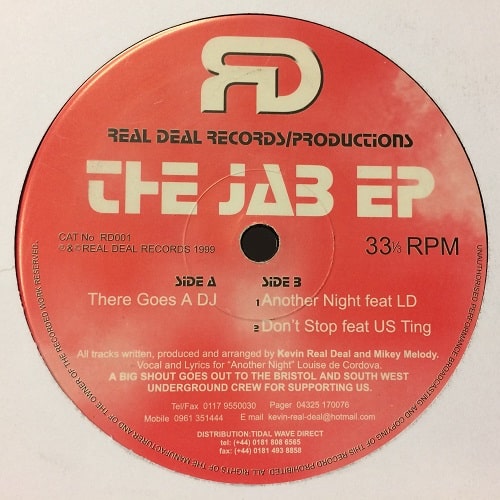 RD
REAL DEAL RECORDS/PRODUCTIONS
THE JAB EP
CAT No RD001
℗&©REAL DEAL RECORDS 1999
33⅓ RPM
SIDE A
There Goes A DJ
SIDE B
1 Another Night feat LD
2 Don't Stop feat US Ting
All tracks written, produced and arranged by Kevin Real Deal and Mikey Melody.
Vocal and Lyrics for "Another Night" Louise de Cordova.
A BIG SHOUT GOES OUT TO THE BRISTOL AND SOUTH WEST
UNDERGROUND CREW FOR SUPPORTING US.
Tel/Fax 0117 9550030 Pager 04325 170076
Mobile 0961 351444 E mail kevin-real-deal@hotmail.com
DISTRIBUTION:TIDAL WAVE DIRECT
tel: (+44) 0181 808 6565
fax: (+44) 0181 493 8858
ALL RIGHTS OF THE MANUFACTURER AND OF THE OWNER OF THE RECORDED WORK RESERVED. UNAUTHORISED PERFORMANCE BROADCASTING AND COPYING OF THIS RECORD PROHIBITED.